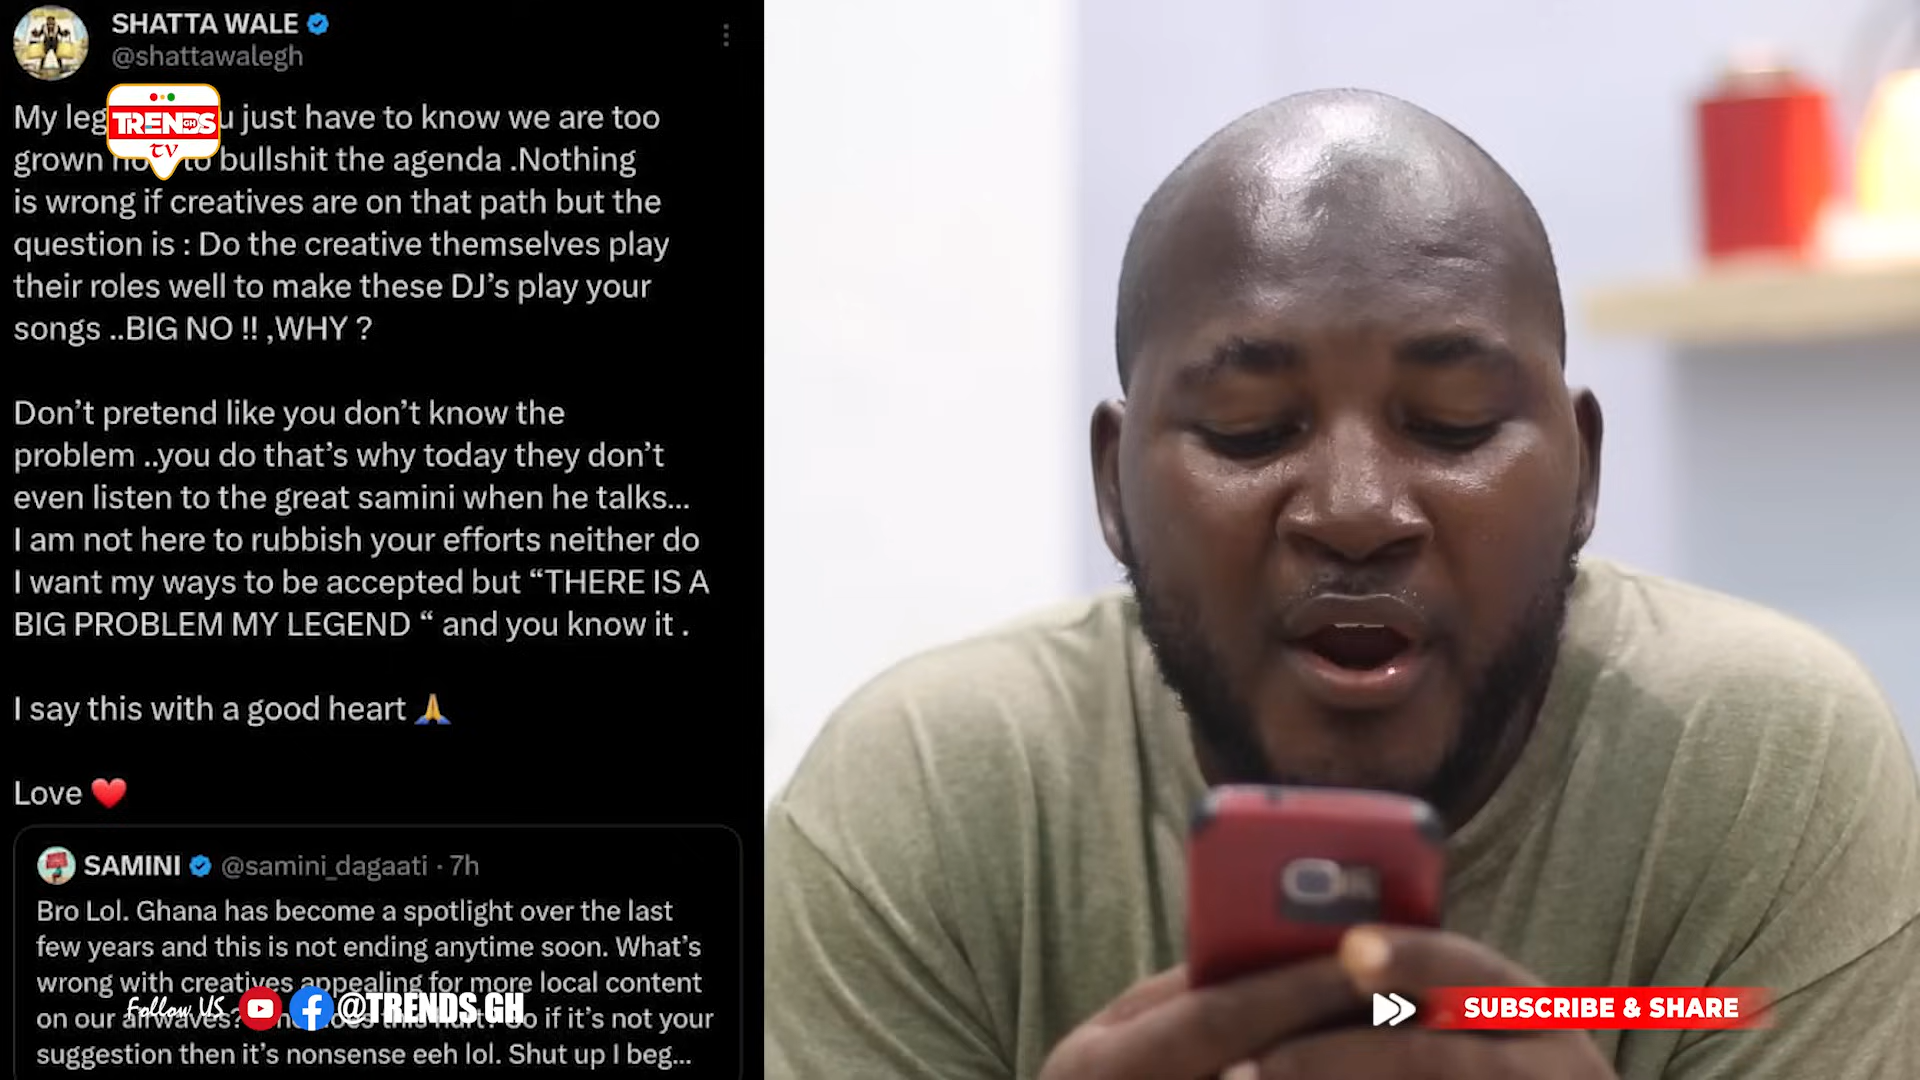 SHATTA WALE
@shattawalegh
TRENDS GH
TV
My u just have to know we are too
grown to bullshit the agenda .Nothing
is wrong if creatives are on that path but the
question is : Do the creative themselves play
their roles well to make these DJ’s play your
songs ..BIG NO !! ,WHY ?
Don’t pretend like you don’t know the
problem ..you do that’s why today they don’t
even listen to the great samini when he talks...
I am not here to rubbish your efforts neither do
I want my ways to be accepted but “THERE IS A
BIG PROBLEM MY LEGEND “ and you know it .
I say this with a good heart 🙏
Love ❤️
SAMINI @samini_dagaati · 7h
Bro Lol. Ghana has become a spotlight over the last
few years and this is not ending anytime soon. What’s
wrong with creatives appealing for more local content
on our airwaves? if it’s not your
suggestion then it’s nonsense eeh lol. Shut up I beg...
Follow US @TRENDS.GH
SUBSCRIBE & SHARE